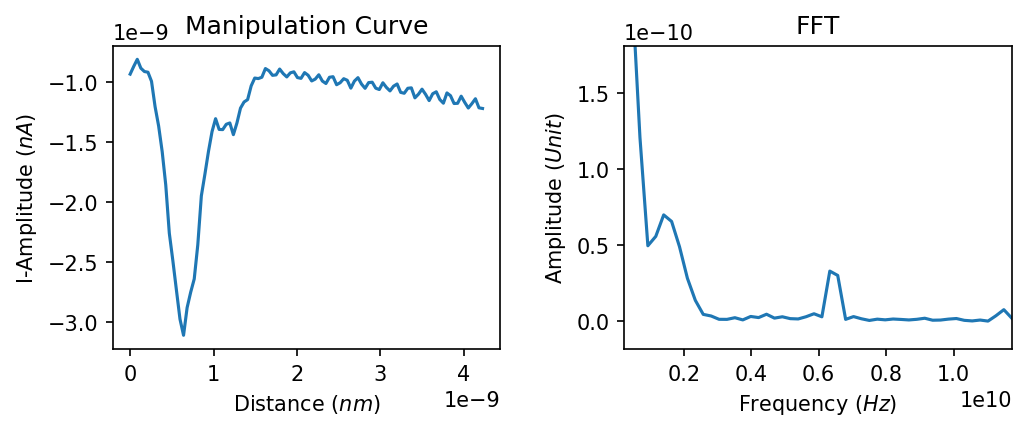 Manipulation Curve
1e−9
I-Amplitude (nA)
−1.0
−1.5
−2.0
−2.5
−3.0
0 1 2 3 4
1e−9
Distance (nm)
FFT
1e−10
Amplitude (Unit)
1.5
1.0
0.5
0.0
0.2 0.4 0.6 0.8 1.0
1e10
Frequency (Hz)